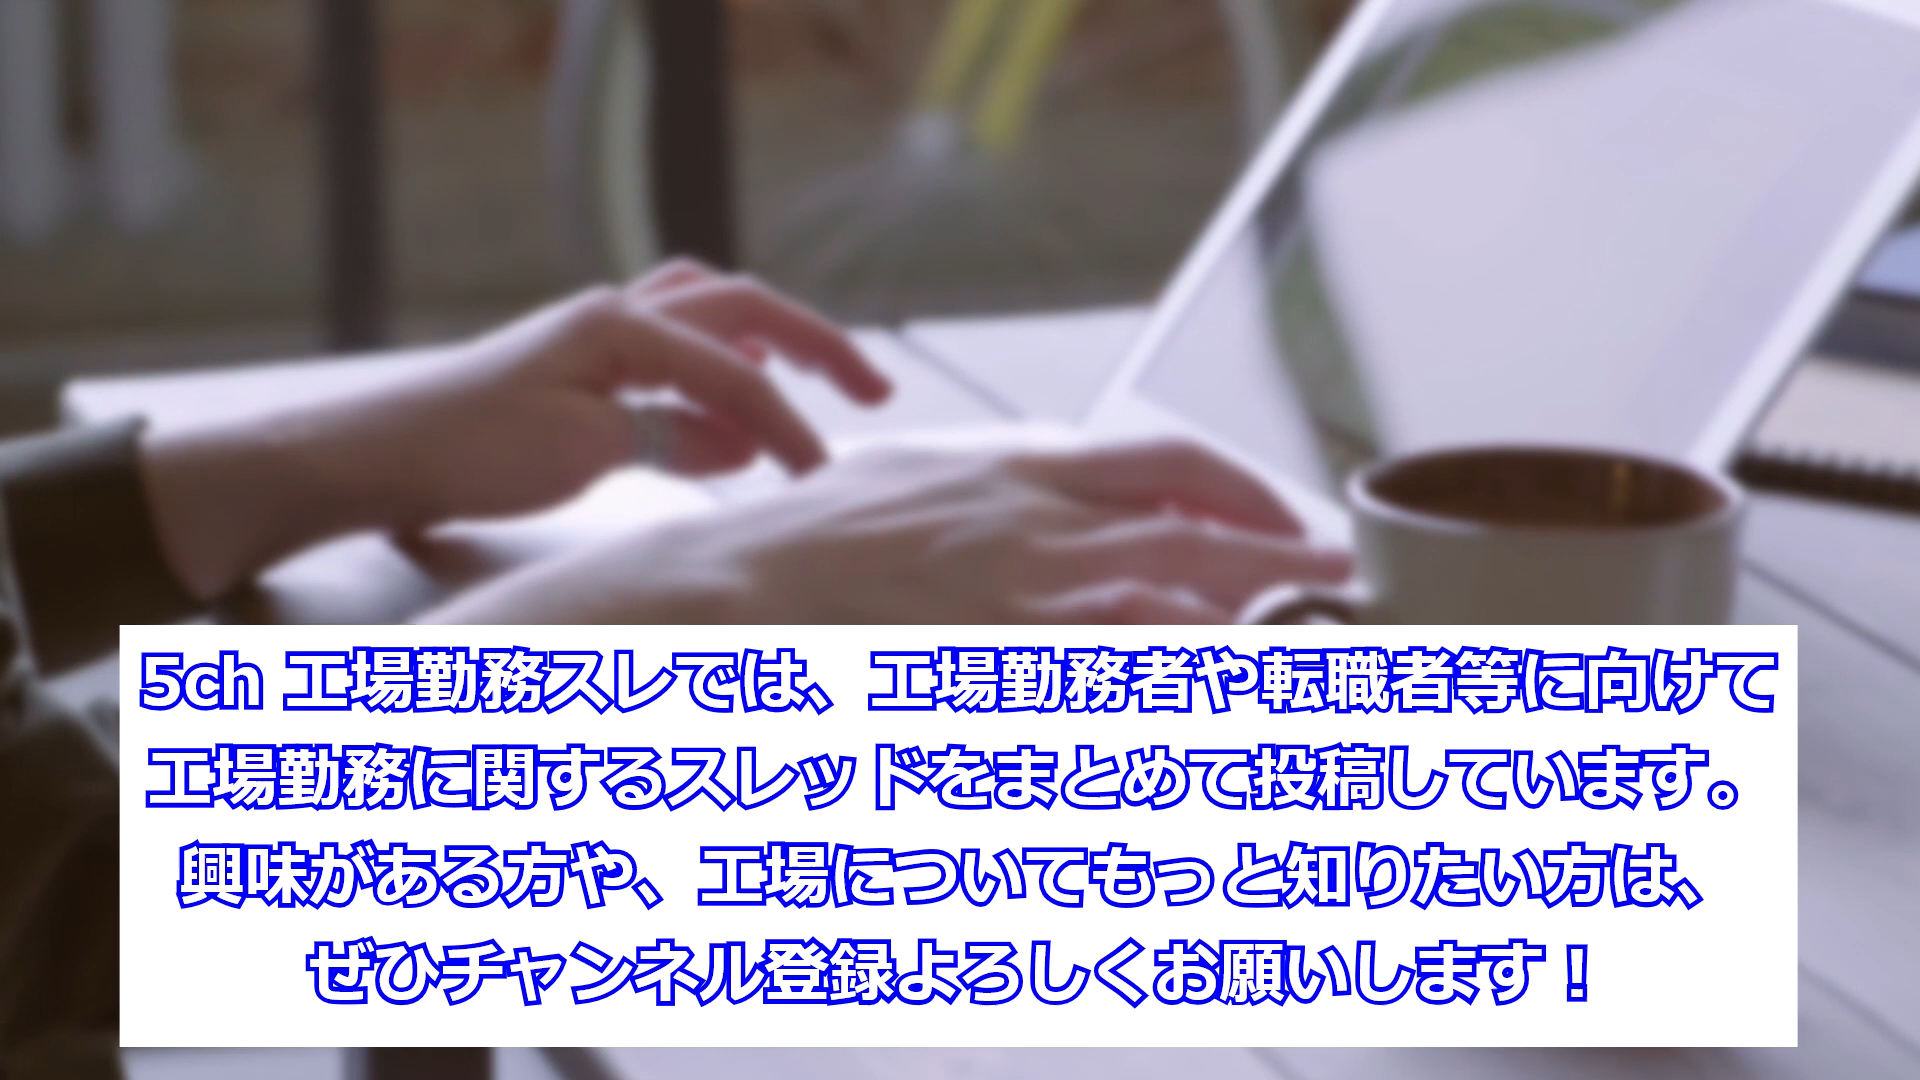 5ch 工場勤務スレでは、工場勤務者や転職者等に向けて
工場勤務に関するスレッドをまとめて投稿しています。
興味がある方や、工場についてもっと知りたい方は、
ぜひチャンネル登録よろしくお願いします！